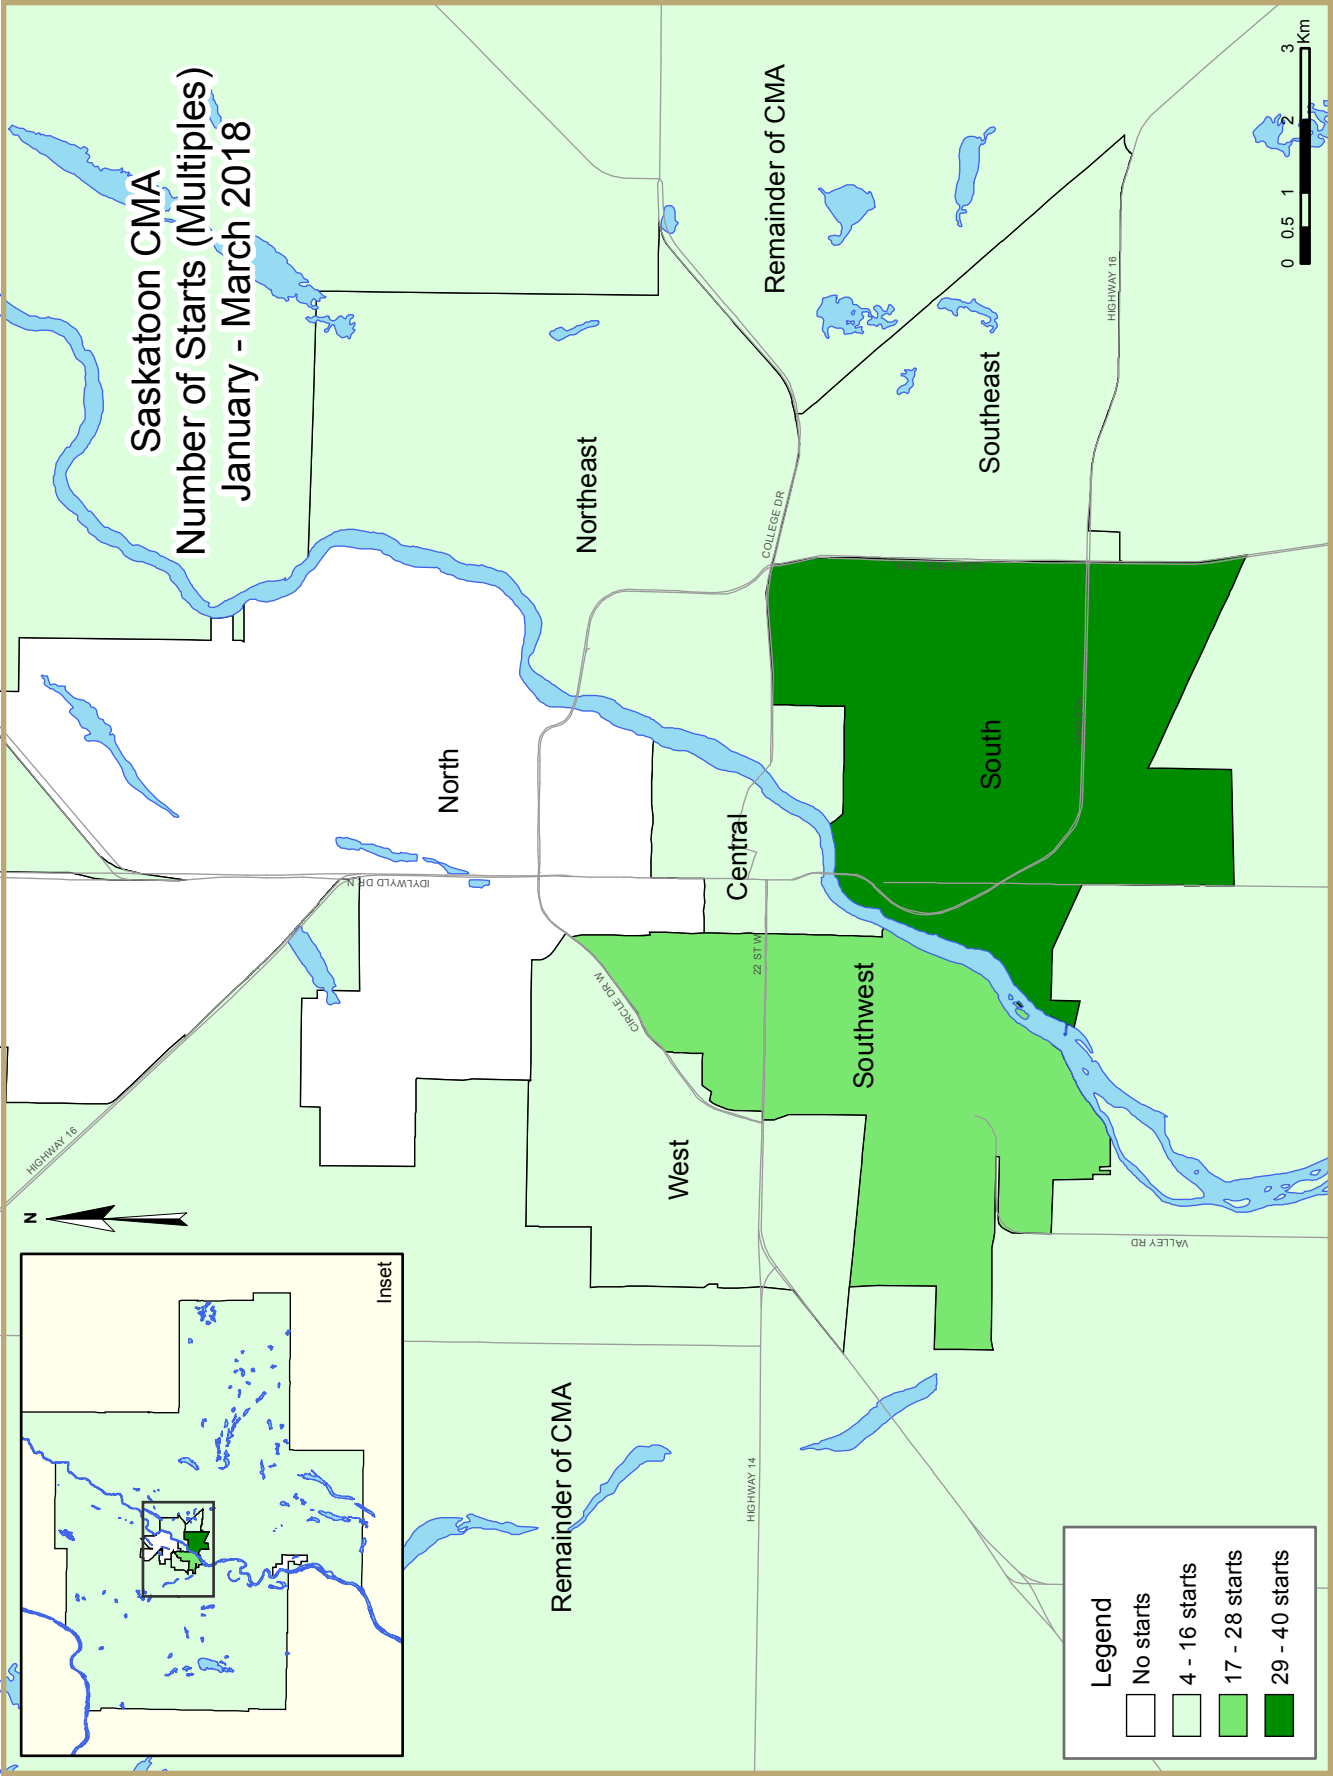 Saskatoon CMA
Number of Starts (Multiples)
January - March 2018
N
Inset
HIGHWAY 16
IDYLWYLD DR N
North
Northeast
Remainder of CMA
CIRCLE DR W
West
22 ST W
Central
COLLEGE DR
Remainder of CMA
HIGHWAY 14
Southwest
South
Southeast
HIGHWAY 16
VALLEY RD
Legend
No starts
4 - 16 starts
17 - 28 starts
29 - 40 starts
0 0.5 1 2 3
Km